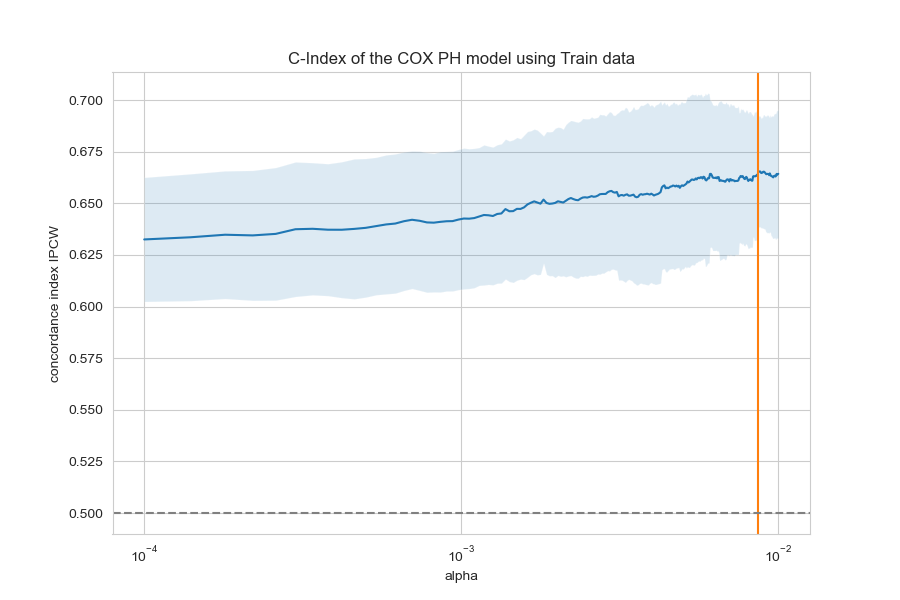 C-Index of the COX PH model using Train data
concordance index IPCW
0.700
0.675
0.650
0.625
0.600
0.575
0.550
0.525
0.500
10⁻⁴ 10⁻³ 10⁻²
alpha